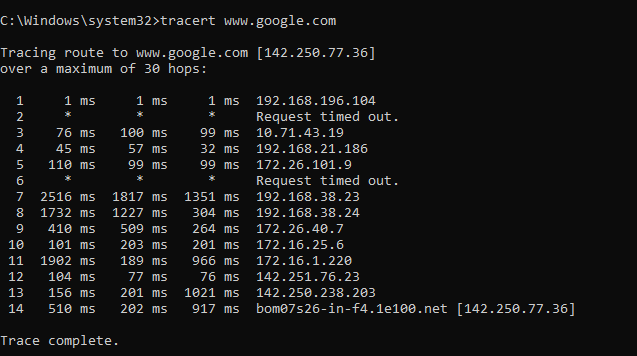 C:\Windows\system32>tracert www.google.com
Tracing route to www.google.com [142.250.77.36]
over a maximum of 30 hops:
1 1 ms 1 ms 1 ms 192.168.196.104
2 * * * Request timed out.
3 76 ms 100 ms 99 ms 10.71.43.19
4 45 ms 57 ms 32 ms 192.168.21.186
5 110 ms 99 ms 99 ms 172.26.101.9
6 * * * Request timed out.
7 2516 ms 1817 ms 1351 ms 192.168.38.23
8 1732 ms 1227 ms 304 ms 192.168.38.24
9 410 ms 509 ms 264 ms 172.26.40.7
10 101 ms 203 ms 201 ms 172.16.25.6
11 1902 ms 189 ms 966 ms 172.16.1.220
12 104 ms 77 ms 76 ms 142.251.76.23
13 156 ms 201 ms 1021 ms 142.250.238.203
14 510 ms 202 ms 917 ms bom07s26-in-f4.1e100.net [142.250.77.36]
Trace complete.